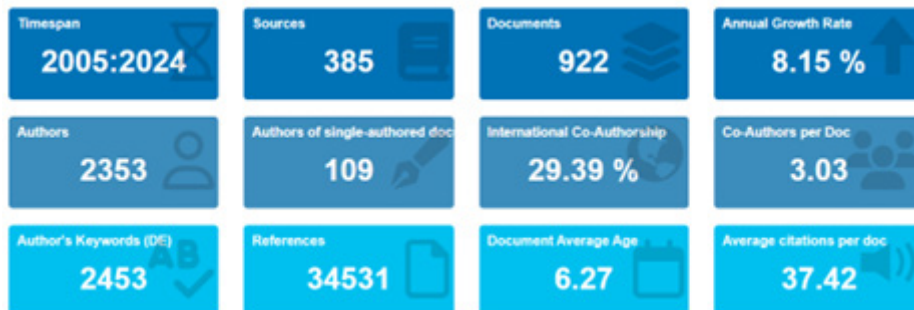 Timespan
2005:2024
Sources
385
Documents
922
Annual Growth Rate
8.15 %
Authors
2353
Authors of single-authored doc
109
International Co-Authorship
29.39 %
Co-Authors per Doc
3.03
Author's Keywords (DE)
2453
AB
References
34531
Document Average Age
6.27
Average citations per doc
37.42